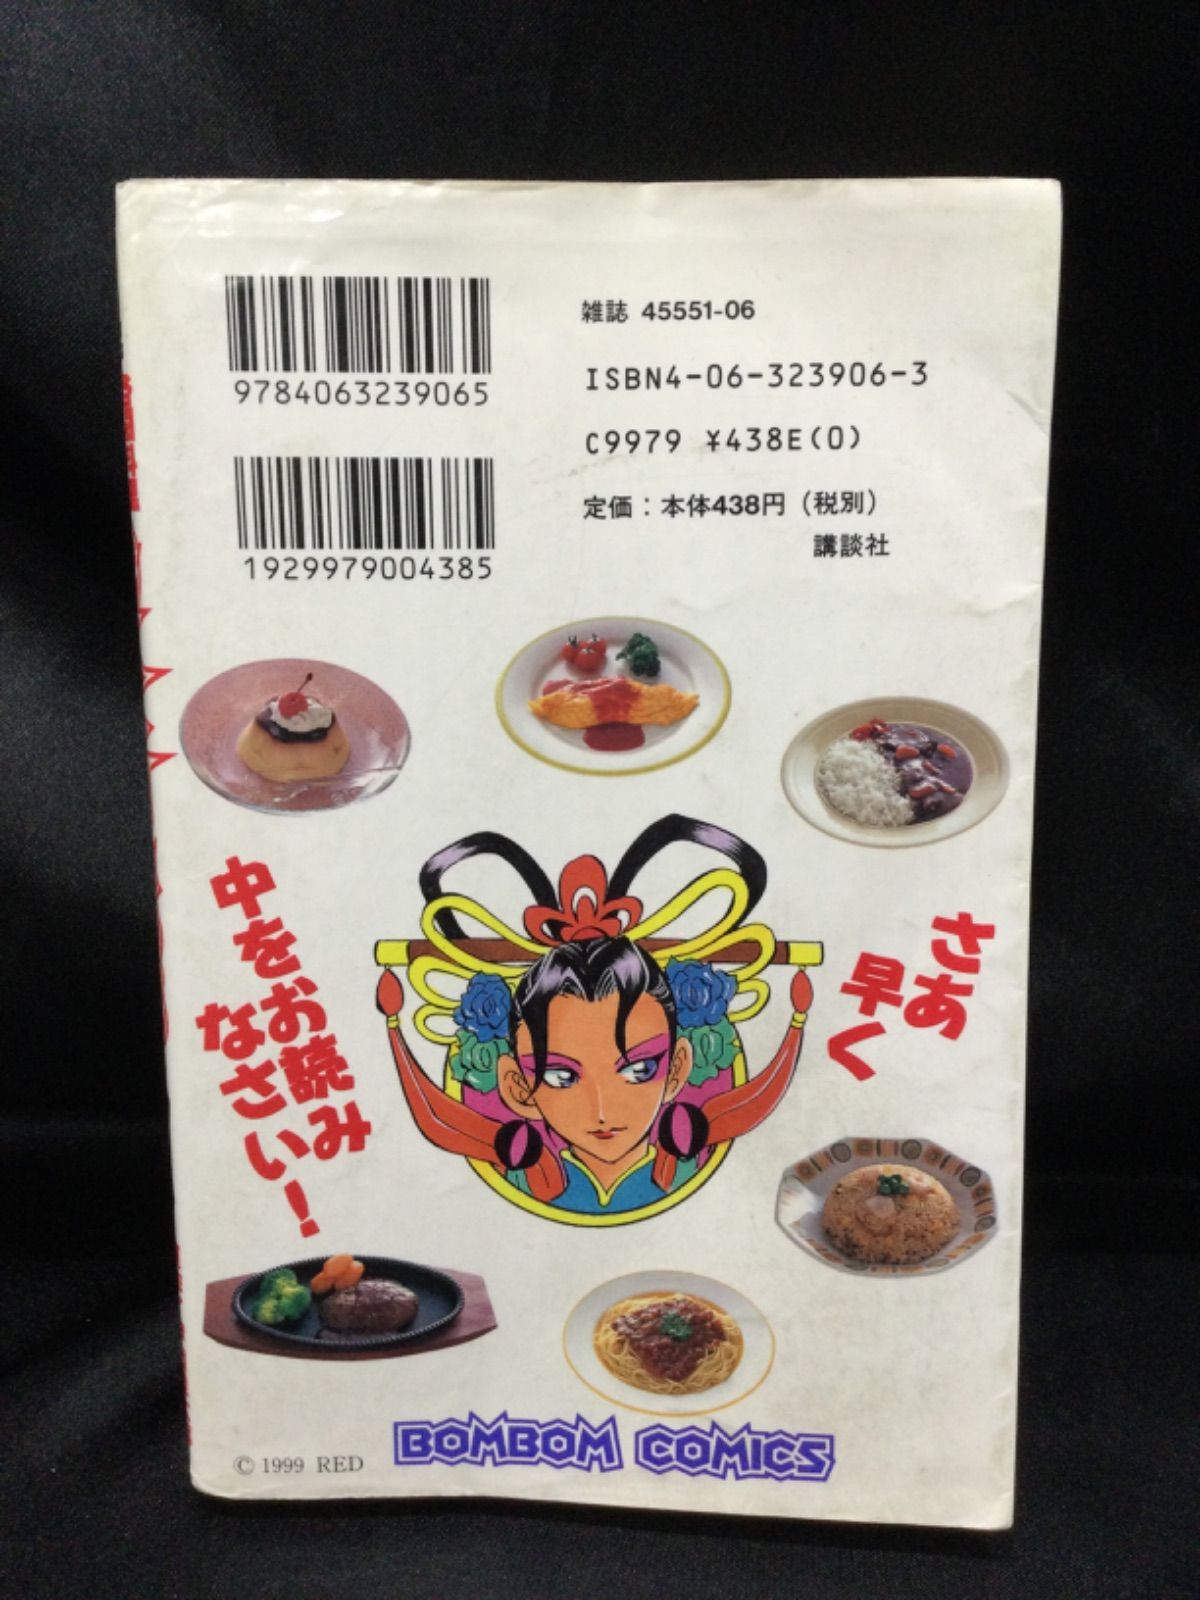 9784063239065
1929979004385
雑誌 45551-06
ISBN4-06-323906-3
C9979 ¥438E(0)
定価：本体438円（税別）
講談社
さあ
早く
中をお読み
なさい！
© 1999 RED
BOMBOM COMICS